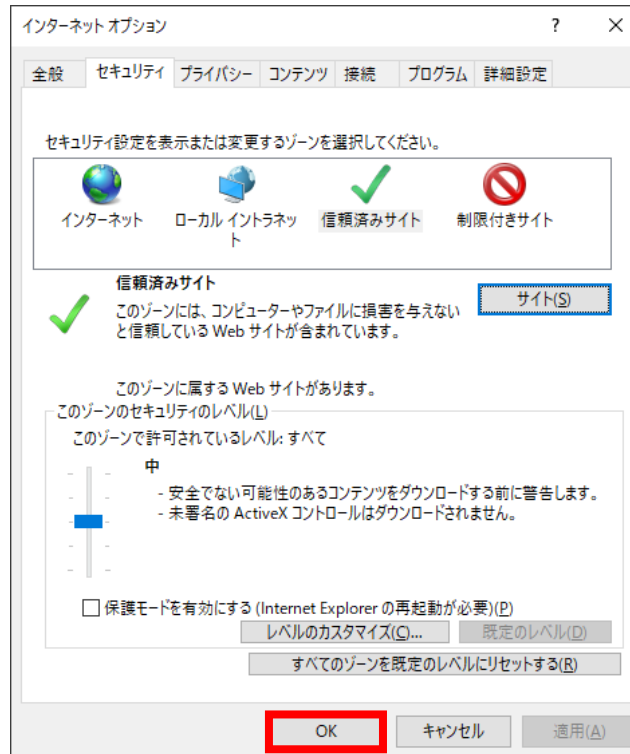 インターネット オプション ? ×
全般 セキュリティ プライバシー コンテンツ 接続 プログラム 詳細設定
セキュリティ設定を表示または変更するゾーンを選択してください。
インターネット ローカル イントラネッ 信頼済みサイト 制限付きサイト
ト
信頼済みサイト
サイト(S)
このゾーンには、コンピューターやファイルに損害を与えない
と信頼している Web サイトが含まれています。
このゾーンに属する Web サイトがあります。
このゾーンのセキュリティのレベル(L)
このゾーンで許可されているレベル: すべて
中
- 安全でない可能性のあるコンテンツをダウンロードする前に警告します。
- 未署名の ActiveX コントロールはダウンロードされません。
保護モードを有効にする (Internet Explorer の再起動が必要)(P)
レベルのカスタマイズ(C)... 既定のレベル(D)
すべてのゾーンを既定のレベルにリセットする(R)
OK キャンセル 適用(A)